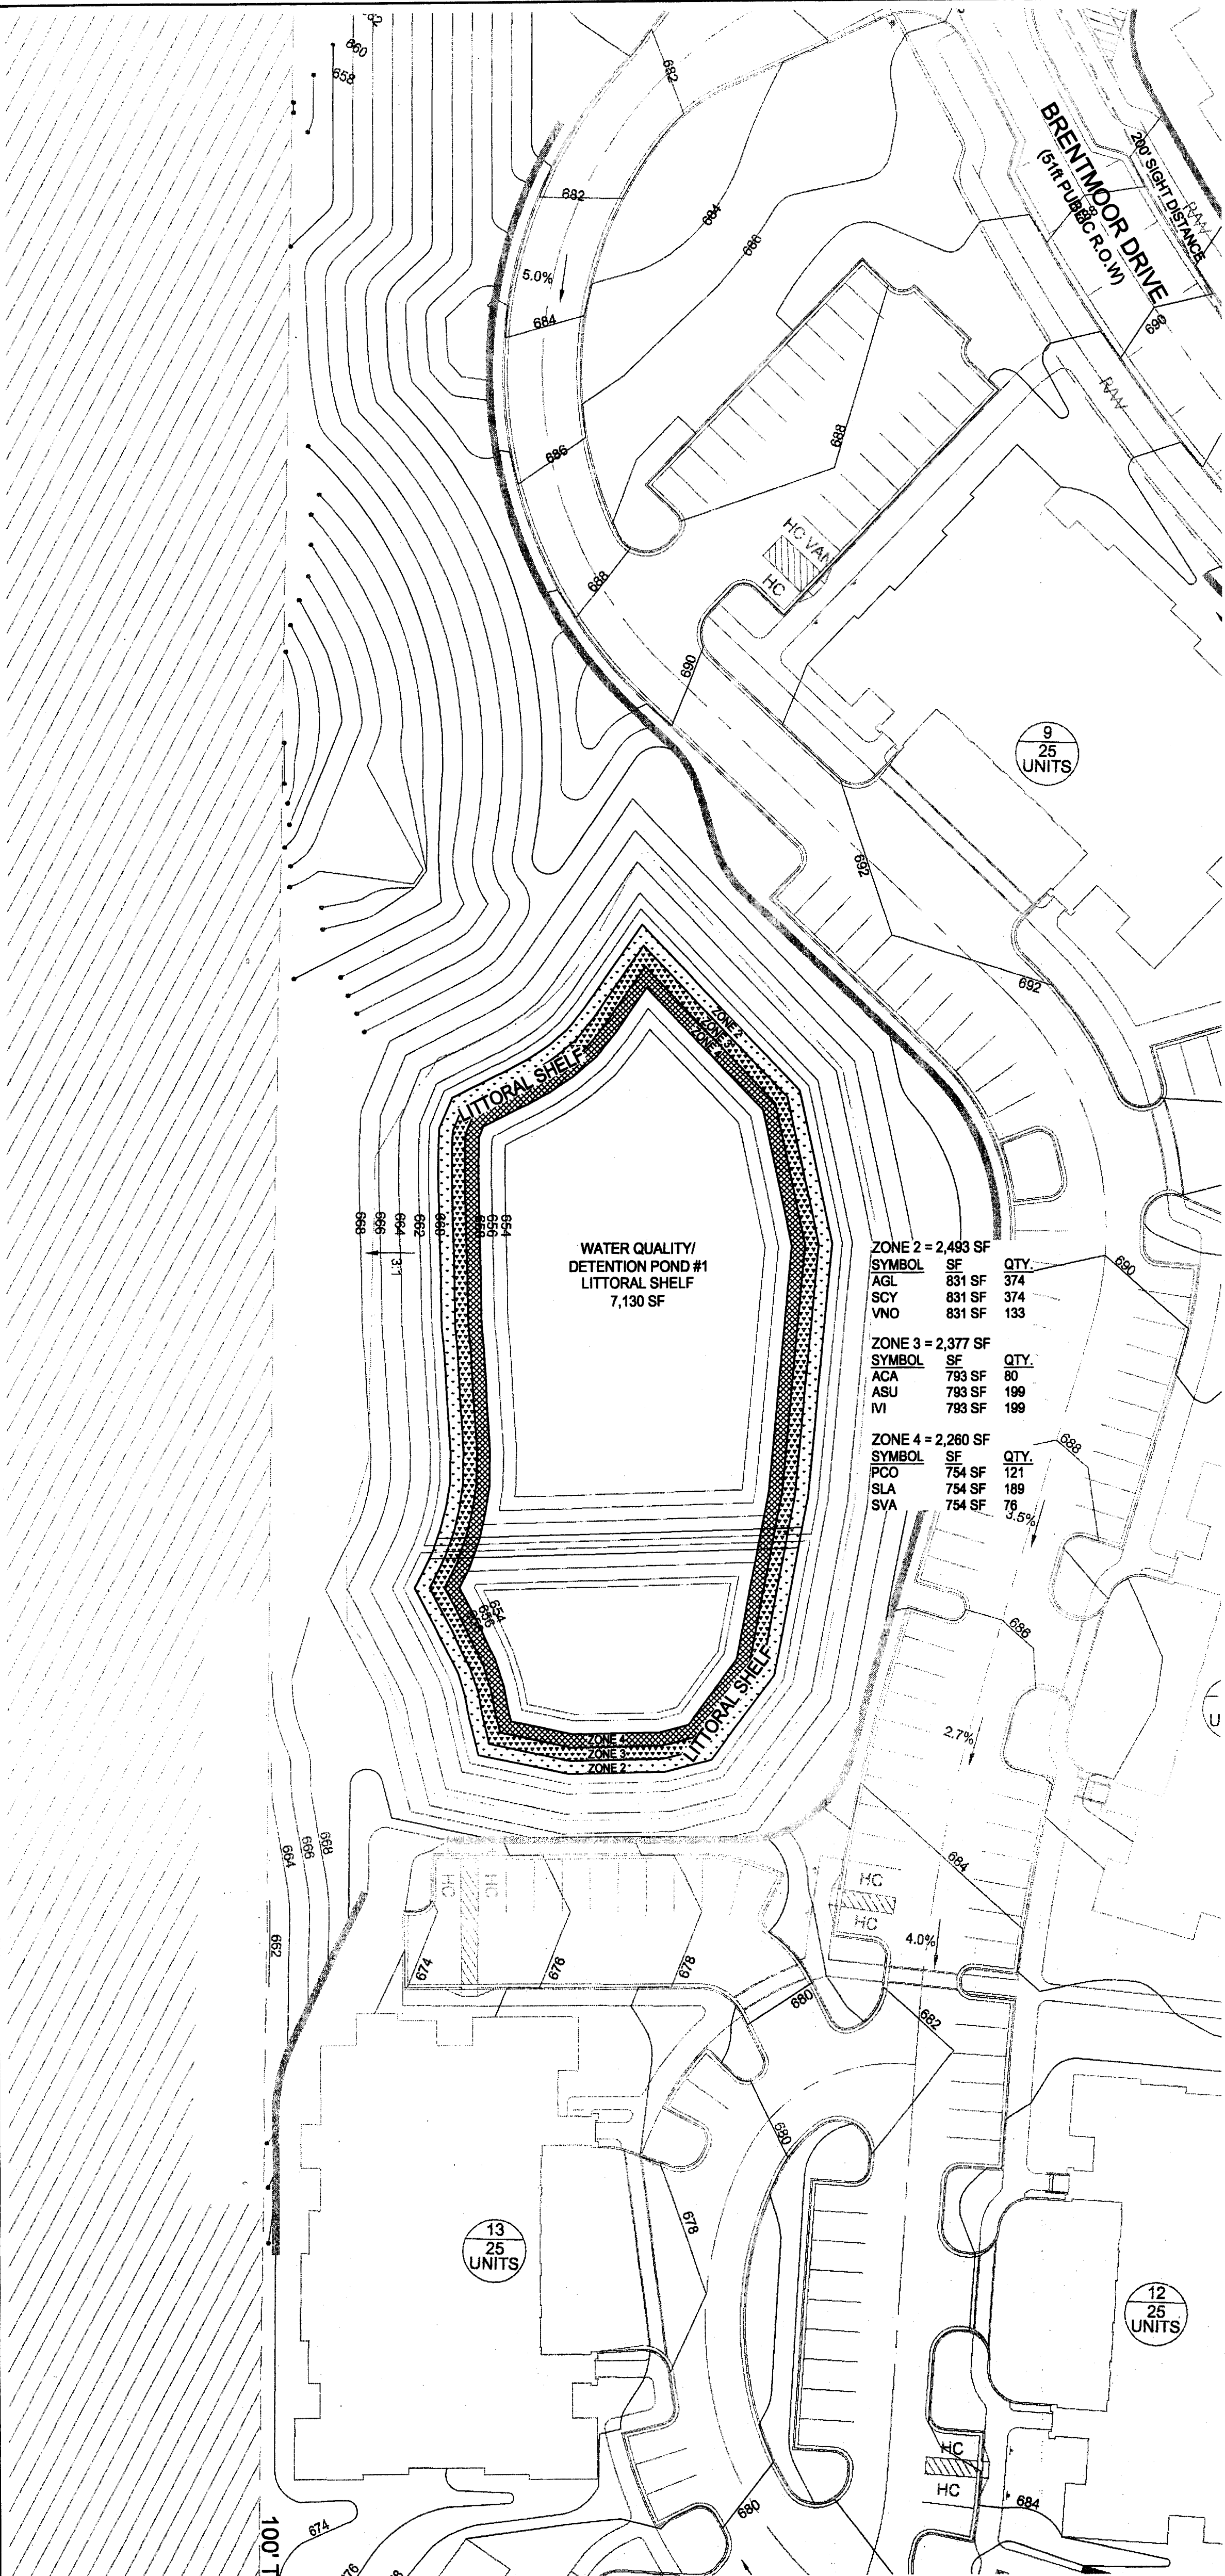 660
658
682
682
684
686
BRENTMOOR DRIVE
(51ft PUBLIC R.O.W)
200' SIGHT DISTANCE
R/W
690
5.0%
684
R/W
686
688
HC VAN
HC
688
690
9
25
UNITS
692
692
ZONE 2
ZONE 3
ZONE 4
LITTORAL SHELF
668
666
664
662
660
658
656
654
3:1
WATER QUALITY/
DETENTION POND #1
LITTORAL SHELF
7,130 SF
ZONE 2 = 2,493 SF
SYMBOL SF QTY.
AGL 831 SF 374
SCY 831 SF 374
VNO 831 SF 133
ZONE 3 = 2,377 SF
SYMBOL SF QTY.
ACA 793 SF 80
ASU 793 SF 199
IVI 793 SF 199
ZONE 4 = 2,260 SF
SYMBOL SF QTY.
PCO 754 SF 121
SLA 754 SF 189
SVA 754 SF 76
690
688
3.5%
654
656
686
LITTORAL SHELF
2.7%
U
ZONE 4
ZONE 3
ZONE 2
668
666
664
684
HC
HC
HC
HC
4.0%
662
674
676
678
680
682
680
678
13
25
UNITS
12
25
UNITS
HC
HC
680
684
674
76
100' T